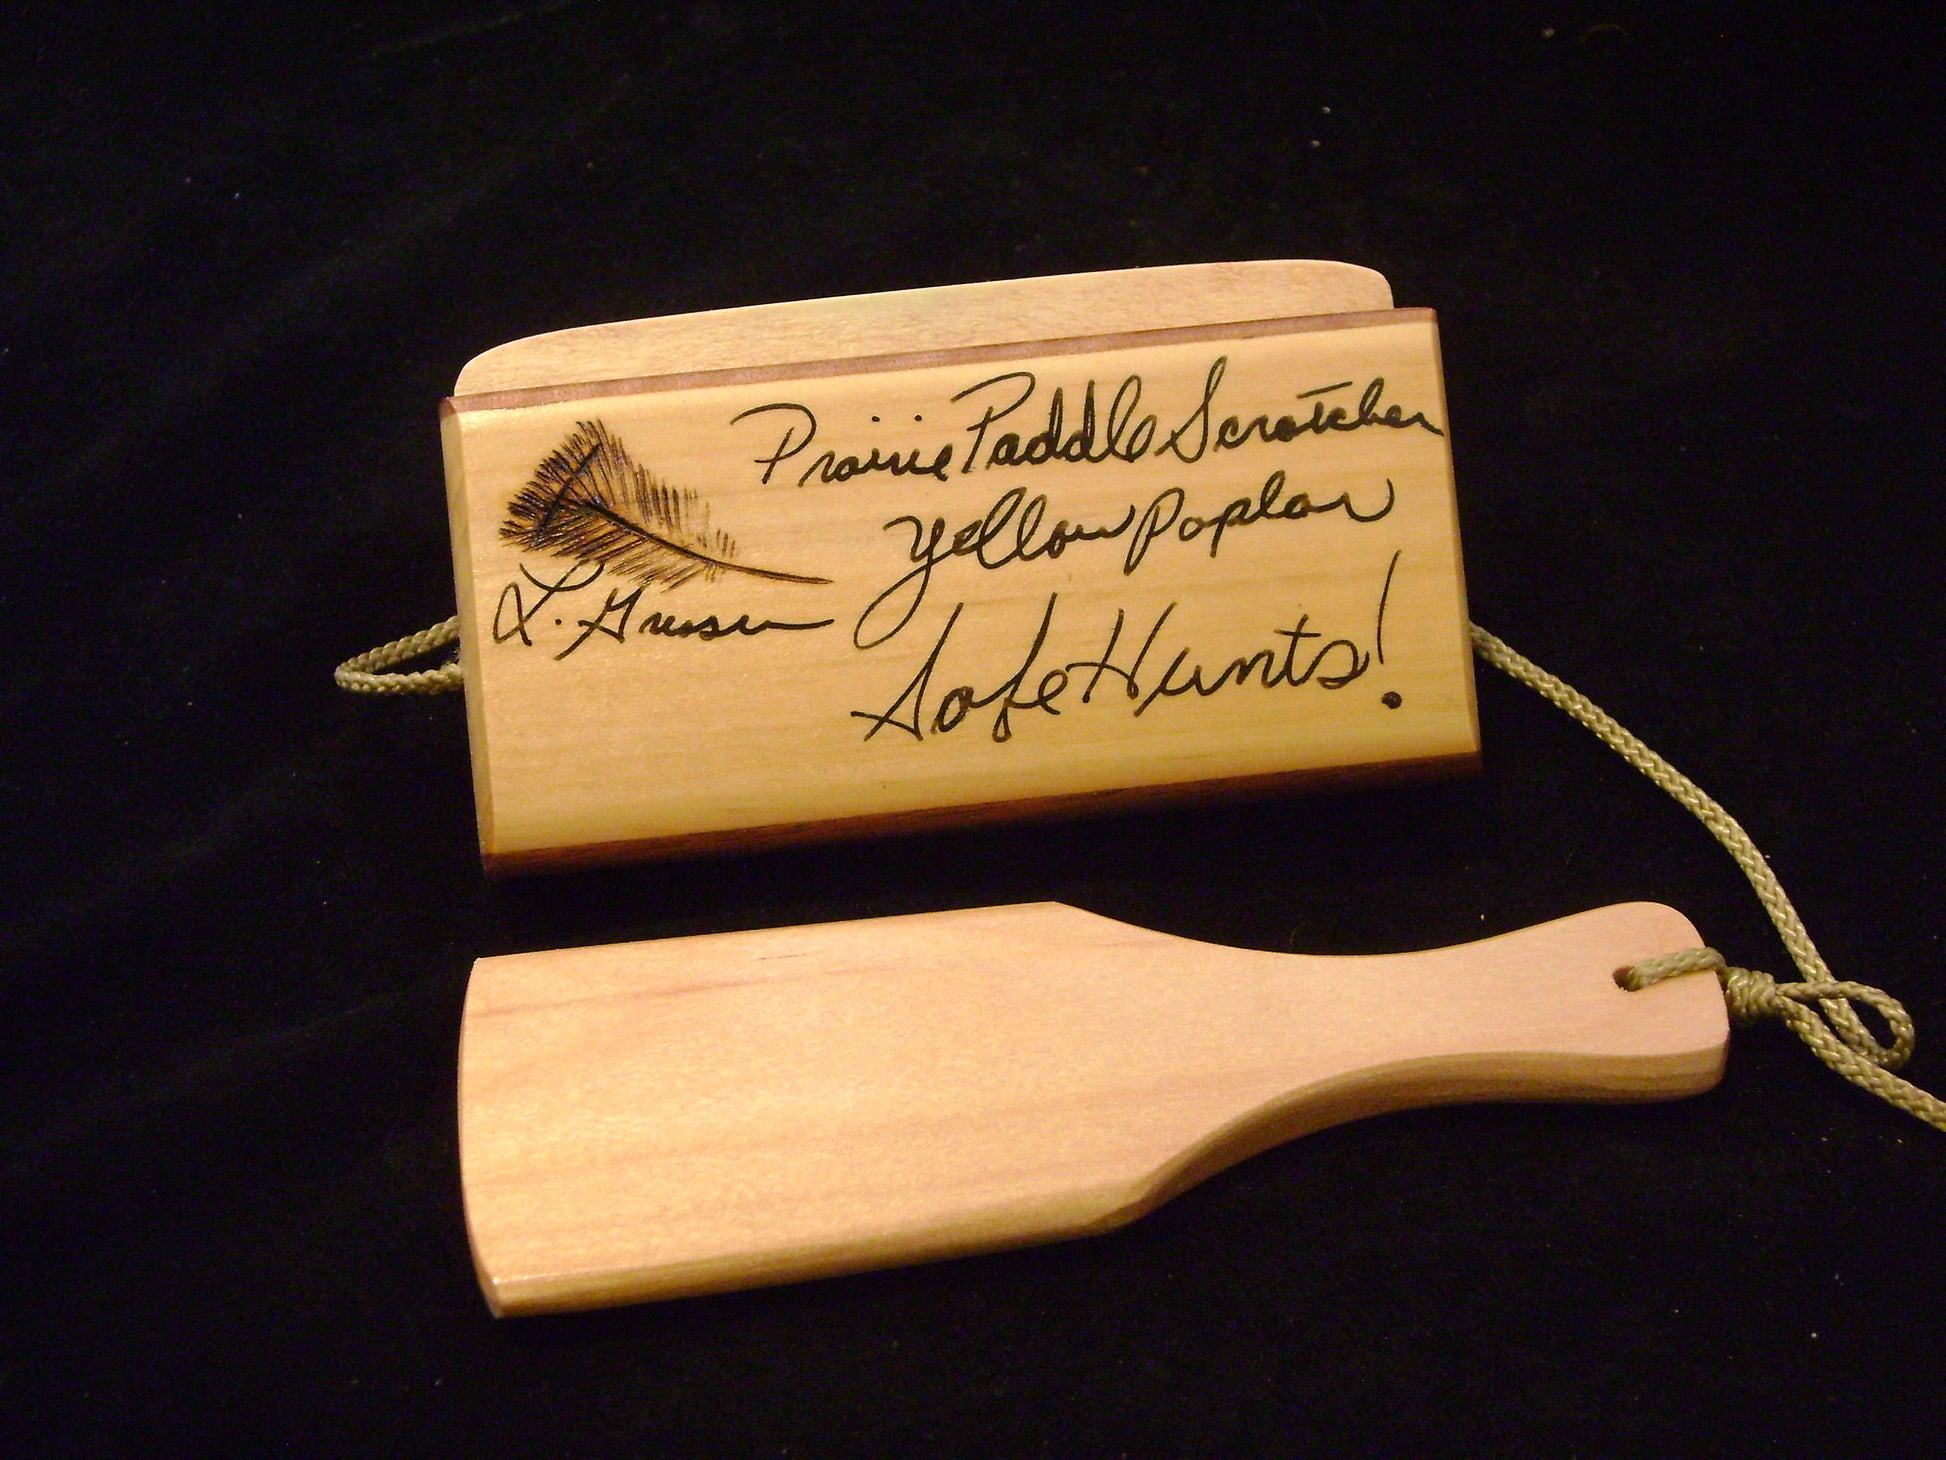 Prairie Paddle Scratcher
Yellow Poplar
Safe Hunts!
L.